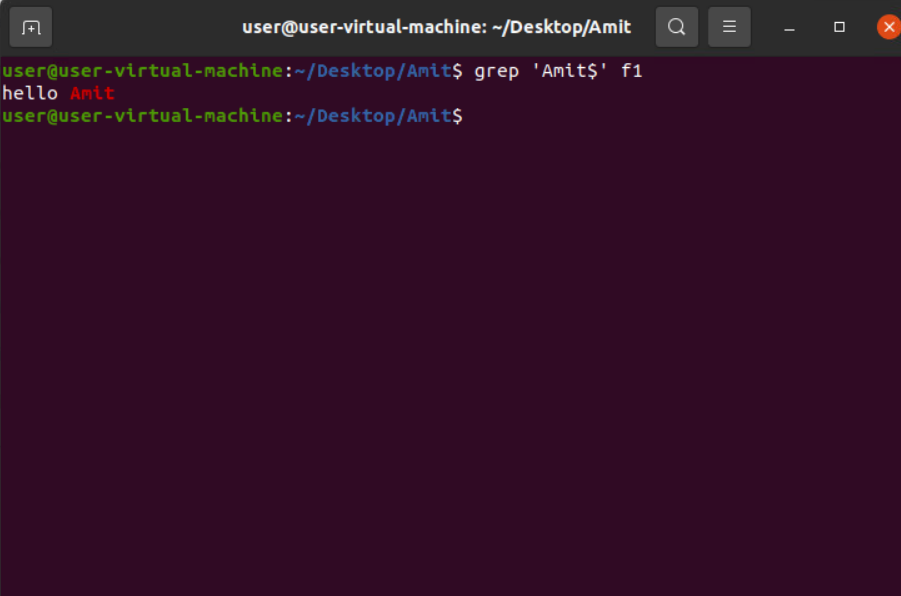 user@user-virtual-machine: ~/Desktop/Amit
user@user-virtual-machine:~/Desktop/Amit$ grep 'Amit$' f1
hello Amit
user@user-virtual-machine:~/Desktop/Amit$